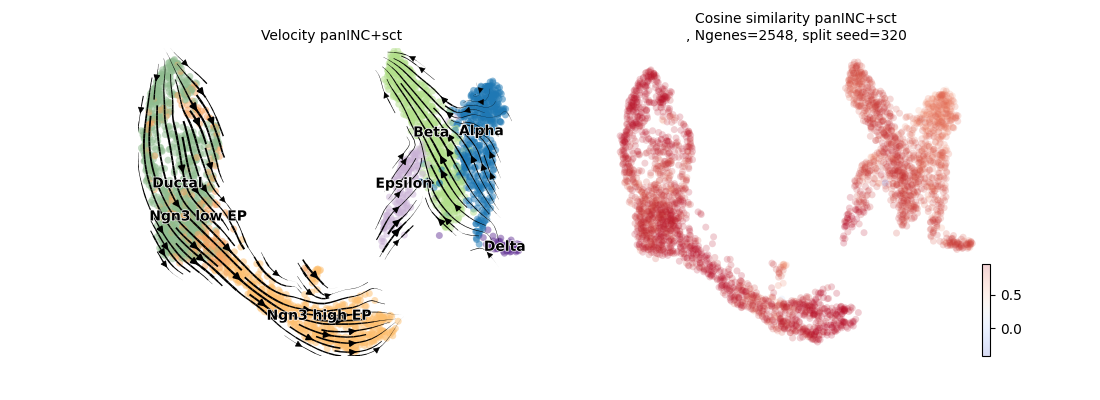 Velocity panINC+sct
Beta
Alpha
Epsilon
Ductal
Ngn3 low EP
Delta
Ngn3 high EP
Cosine similarity panINC+sct
, Ngenes=2548, split seed=320
0.5
0.0